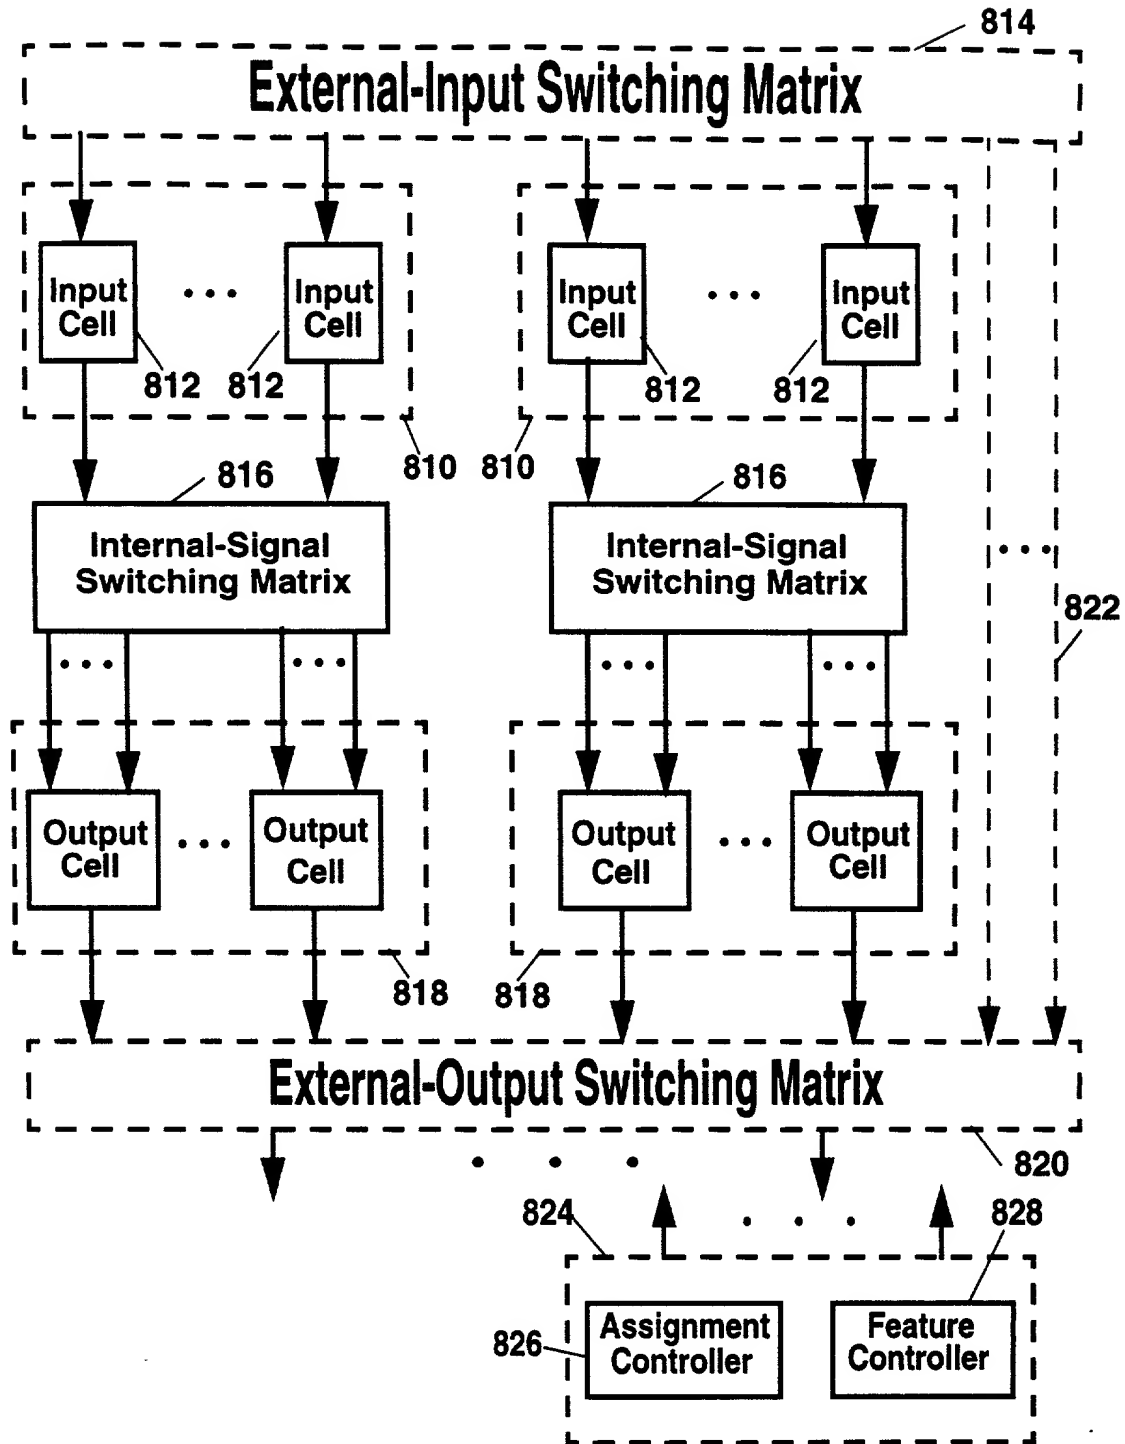 814
External-Input Switching Matrix
Input Cell
Input Cell
Input Cell
Input Cell
812
812
812
812
810
810
816
816
Internal-Signal
Switching Matrix
Internal-Signal
Switching Matrix
822
Output Cell
Output Cell
Output Cell
Output Cell
818
818
External-Output Switching Matrix
820
824
828
826
Assignment
Controller
Feature
Controller